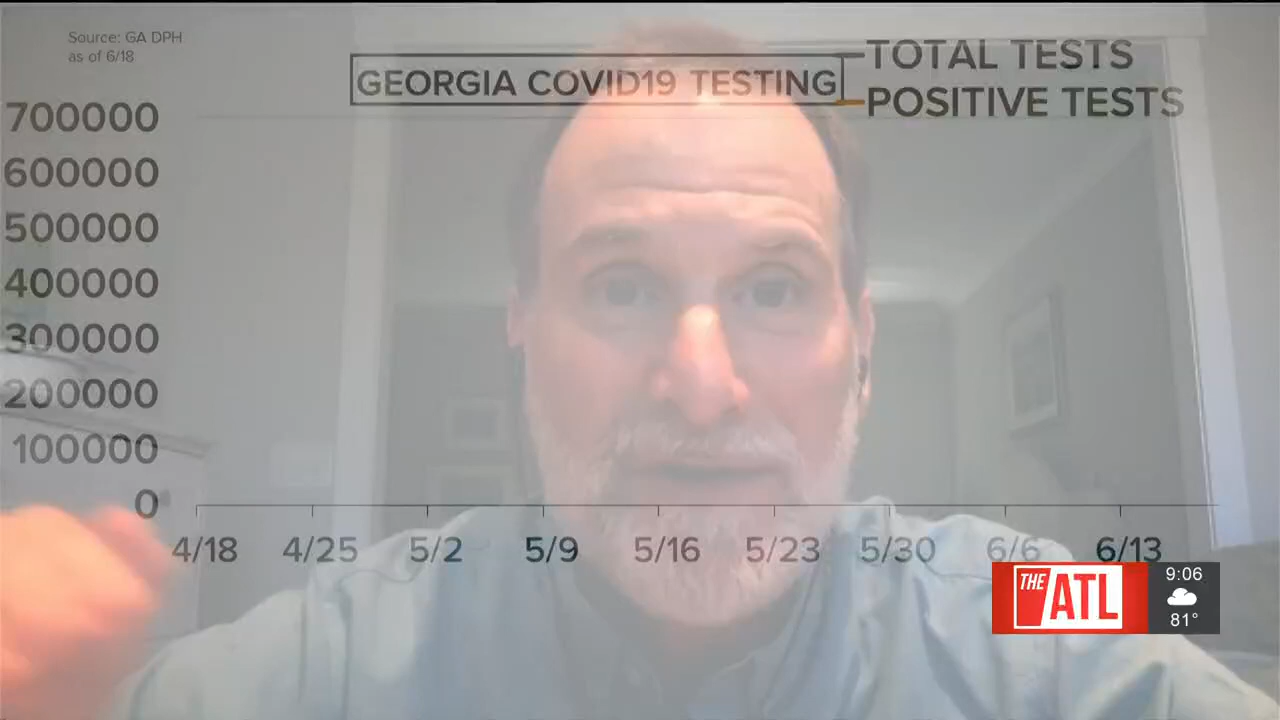 Source: GA DPH
as of 6/18
GEORGIA COVID19 TESTING
TOTAL TESTS
POSITIVE TESTS
700000
600000
500000
400000
300000
200000
100000
0
4/18 4/25 5/2 5/9 5/16 5/23 5/30 6/6 6/13
THE ATL
9:06
81°